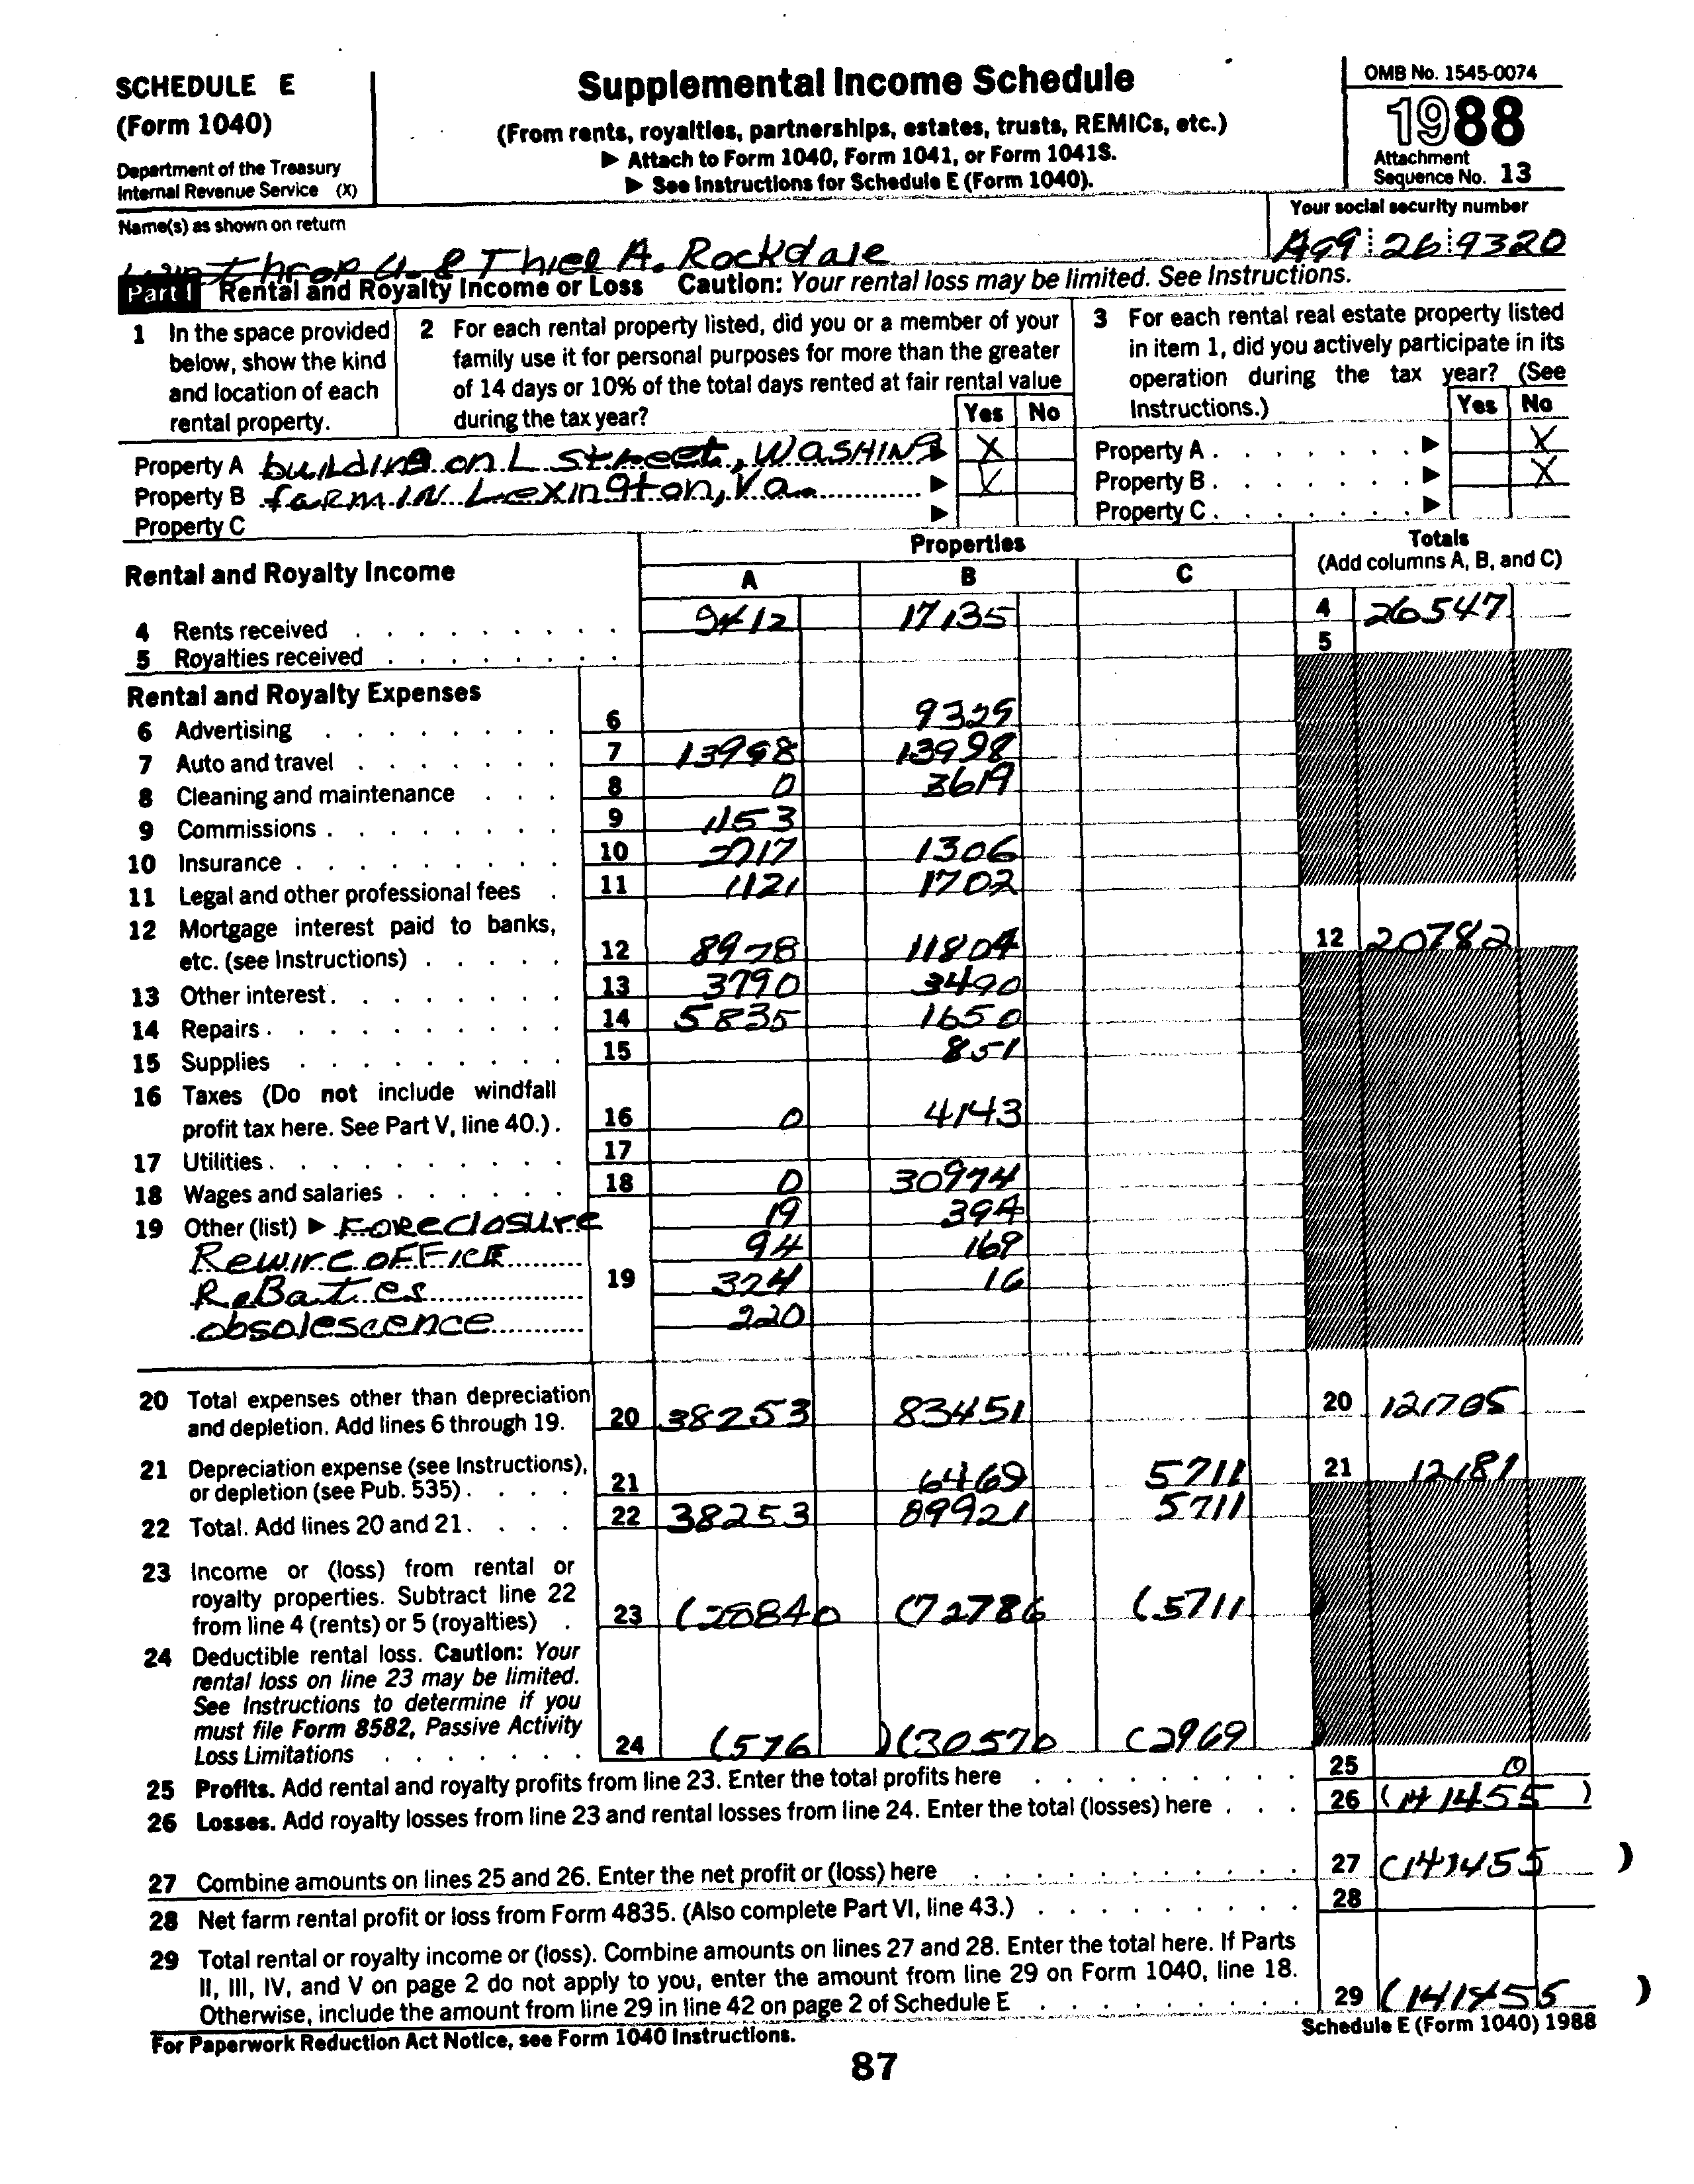 SCHEDULE E
(Form 1040)
Department of the Treasury
Internal Revenue Service (X)
Supplemental Income Schedule
(From rents, royalties, partnerships, estates, trusts, REMICs, etc.)
▶ Attach to Form 1040, Form 1041, or Form 1041S.
▶ See Instructions for Schedule E (Form 1040).
OMB No. 1545-0074
1988
Attachment
Sequence No. 13
Name(s) as shown on return
Your social security number
& Thiel A. Rockdale
26 9320
Part I Rental and Royalty Income or Loss Caution: Your rental loss may be limited. See Instructions.
1 In the space provided
below, show the kind
and location of each
rental property.
2 For each rental property listed, did you or a member of your
family use it for personal purposes for more than the greater
of 14 days or 10% of the total days rented at fair rental value
during the tax year?
Yes No
3 For each rental real estate property listed
in item 1, did you actively participate in its
operation during the tax year? (See
Instructions.)
Yes No
Property A building on L Street, WASHING ▶ X
Property A ▶ X
Property B farm in Lexington, Va. ▶ X
Property B ▶ X
Property C ▶
Property C ▶
Properties
Totals
Rental and Royalty Income
A B C
(Add columns A, B, and C)
4 Rents received 9412 17135 4 26547
5 Royalties received 5
Rental and Royalty Expenses
6 Advertising 6 9325
7 Auto and travel 7 13998 13998
8 Cleaning and maintenance 8 0 3619
9 Commissions 9 1153
10 Insurance 10 2717 1306
11 Legal and other professional fees 11 1121 1702
12 Mortgage interest paid to banks,
etc. (see Instructions) 12 8978 11804 12 20782
13 Other interest 13 3790 3490
14 Repairs 14 5835 1650
15 Supplies 15 851
16 Taxes (Do not include windfall
profit tax here. See Part V, line 40.) 16 0 4143
17 Utilities 17
18 Wages and salaries 18 0 30974
19 Other (list) ▶ Foreclosure 19 394
Rewire office 94 169
19
Rebates 324 16
obsolescence 220
20 Total expenses other than depreciation
and depletion. Add lines 6 through 19. 20 38253 83451 20 121705
21 Depreciation expense (see Instructions),
or depletion (see Pub. 535) 21 6469 5711 21 12181
22 Total. Add lines 20 and 21 22 38253 89921 5711
23 Income or (loss) from rental or
royalty properties. Subtract line 22
from line 4 (rents) or 5 (royalties) 23 (28840 (72786 (5711 )
24 Deductible rental loss. Caution: Your
rental loss on line 23 may be limited.
See Instructions to determine if you
must file Form 8582, Passive Activity
Loss Limitations 24 (576 )(30570 (2969 )
25 Profits. Add rental and royalty profits from line 23. Enter the total profits here 25 0
26 Losses. Add royalty losses from line 23 and rental losses from line 24. Enter the total (losses) here 26 (141455 )
27 Combine amounts on lines 25 and 26. Enter the net profit or (loss) here 27 (141455 )
28 Net farm rental profit or loss from Form 4835. (Also complete Part VI, line 43.) 28
29 Total rental or royalty income or (loss). Combine amounts on lines 27 and 28. Enter the total here. If Parts
II, III, IV, and V on page 2 do not apply to you, enter the amount from line 29 on Form 1040, line 18.
Otherwise, include the amount from line 29 in line 42 on page 2 of Schedule E 29 (141455 )
For Paperwork Reduction Act Notice, see Form 1040 Instructions.
Schedule E (Form 1040) 1988
87